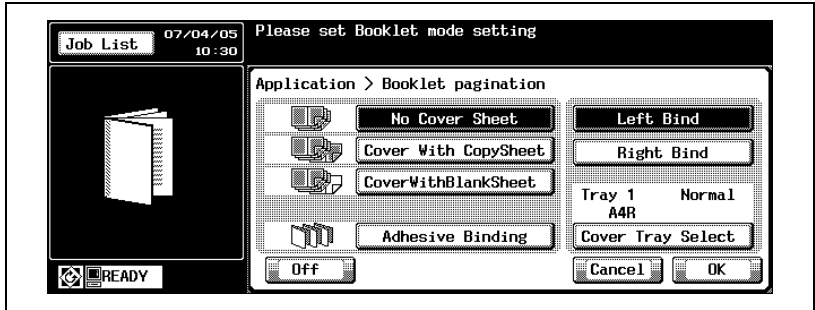 Job List
07/04/05
10:30
Please set Booklet mode setting
Application > Booklet pagination
No Cover Sheet
Left Bind
Cover With CopySheet
Right Bind
CoverWithBlankSheet
Tray 1 Normal
A4R
Adhesive Binding
Cover Tray Select
Off
Cancel
OK
READY